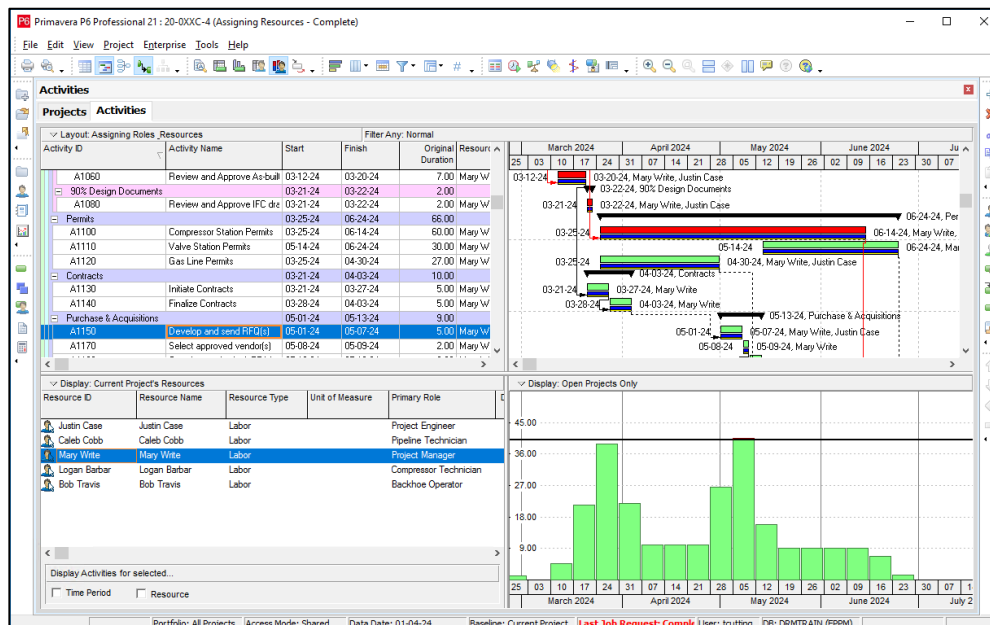 Primavera P6 Professional 21 : 20-0XXC-4 (Assigning Resources - Complete)
File Edit View Project Enterprise Tools Help
Activities
Projects Activities
Layout: Assigning Roles _Resources Filter Any: Normal
Activity ID Activity Name Start Finish Original Duration Resourc
March 2024 April 2024 May 2024 June 2024 Ju
25 03 10 17 24 31 07 14 21 28 05 12 19 26 02 09 16 23 30 07
A1060 Review and Approve As-buil 03-12-24 03-20-24 7.00 Mary W
90% Design Documents 03-21-24 03-22-24 2.00
A1080 Review and Approve IFC dra 03-21-24 03-22-24 2.00 Mary W
Permits 03-25-24 06-24-24 66.00
A1100 Compressor Station Permits 03-25-24 06-14-24 60.00 Mary W
A1110 Valve Station Permits 05-14-24 06-24-24 30.00 Mary W
A1120 Gas Line Permits 03-25-24 04-30-24 27.00 Mary W
Contracts 03-21-24 04-03-24 10.00
A1130 Initiate Contracts 03-21-24 03-27-24 5.00 Mary W
A1140 Finalize Contracts 03-28-24 04-03-24 5.00 Mary W
Purchase & Acquisitions 05-01-24 05-13-24 9.00
A1150 Develop and send RFQ(s) 05-01-24 05-07-24 5.00 Mary W
A1170 Select approved vendor(s) 05-08-24 05-09-24 2.00 Mary W
03-12-24 03-20-24, Mary Write, Justin Case
03-22-24, 90% Design Documents
03-21-24 03-22-24, Mary Write, Justin Case
06-24-24, Per
03-25-24 06-14-24, Mary Write,
05-14-24 06-24-24, Mar
03-25-24 04-30-24, Mary Write, Justin Case
04-03-24, Contracts
03-21-24 03-27-24, Mary Write
03-28-24 04-03-24, Mary Write
05-13-24, Purchase & Acquisitions
05-01-24 05-07-24, Mary Write, Justin Case
05-08-24 05-09-24, Mary Write
Display: Current Project's Resources
Resource ID Resource Name Resource Type Unit of Measure Primary Role D
Justin Case Justin Case Labor Project Engineer
Caleb Cobb Caleb Cobb Labor Pipeline Technician
Mary Write Mary Write Labor Project Manager
Logan Barbar Logan Barbar Labor Compressor Technician
Bob Travis Bob Travis Labor Backhoe Operator
Display Activities for selected...
Time Period Resource
Display: Open Projects Only
45.00
36.00
27.00
18.00
9.00
25 03 10 17 24 31 07 14 21 28 05 12 19 26 02 09 16 23 30 07 1
March 2024 April 2024 May 2024 June 2024 July 2
Portfolio: All Projects Access Mode: Shared Data Date: 01-04-24 Baseline: Current Project Last Job Request: Comple User: tcutting DB: DRMTRAIN (EPPM)